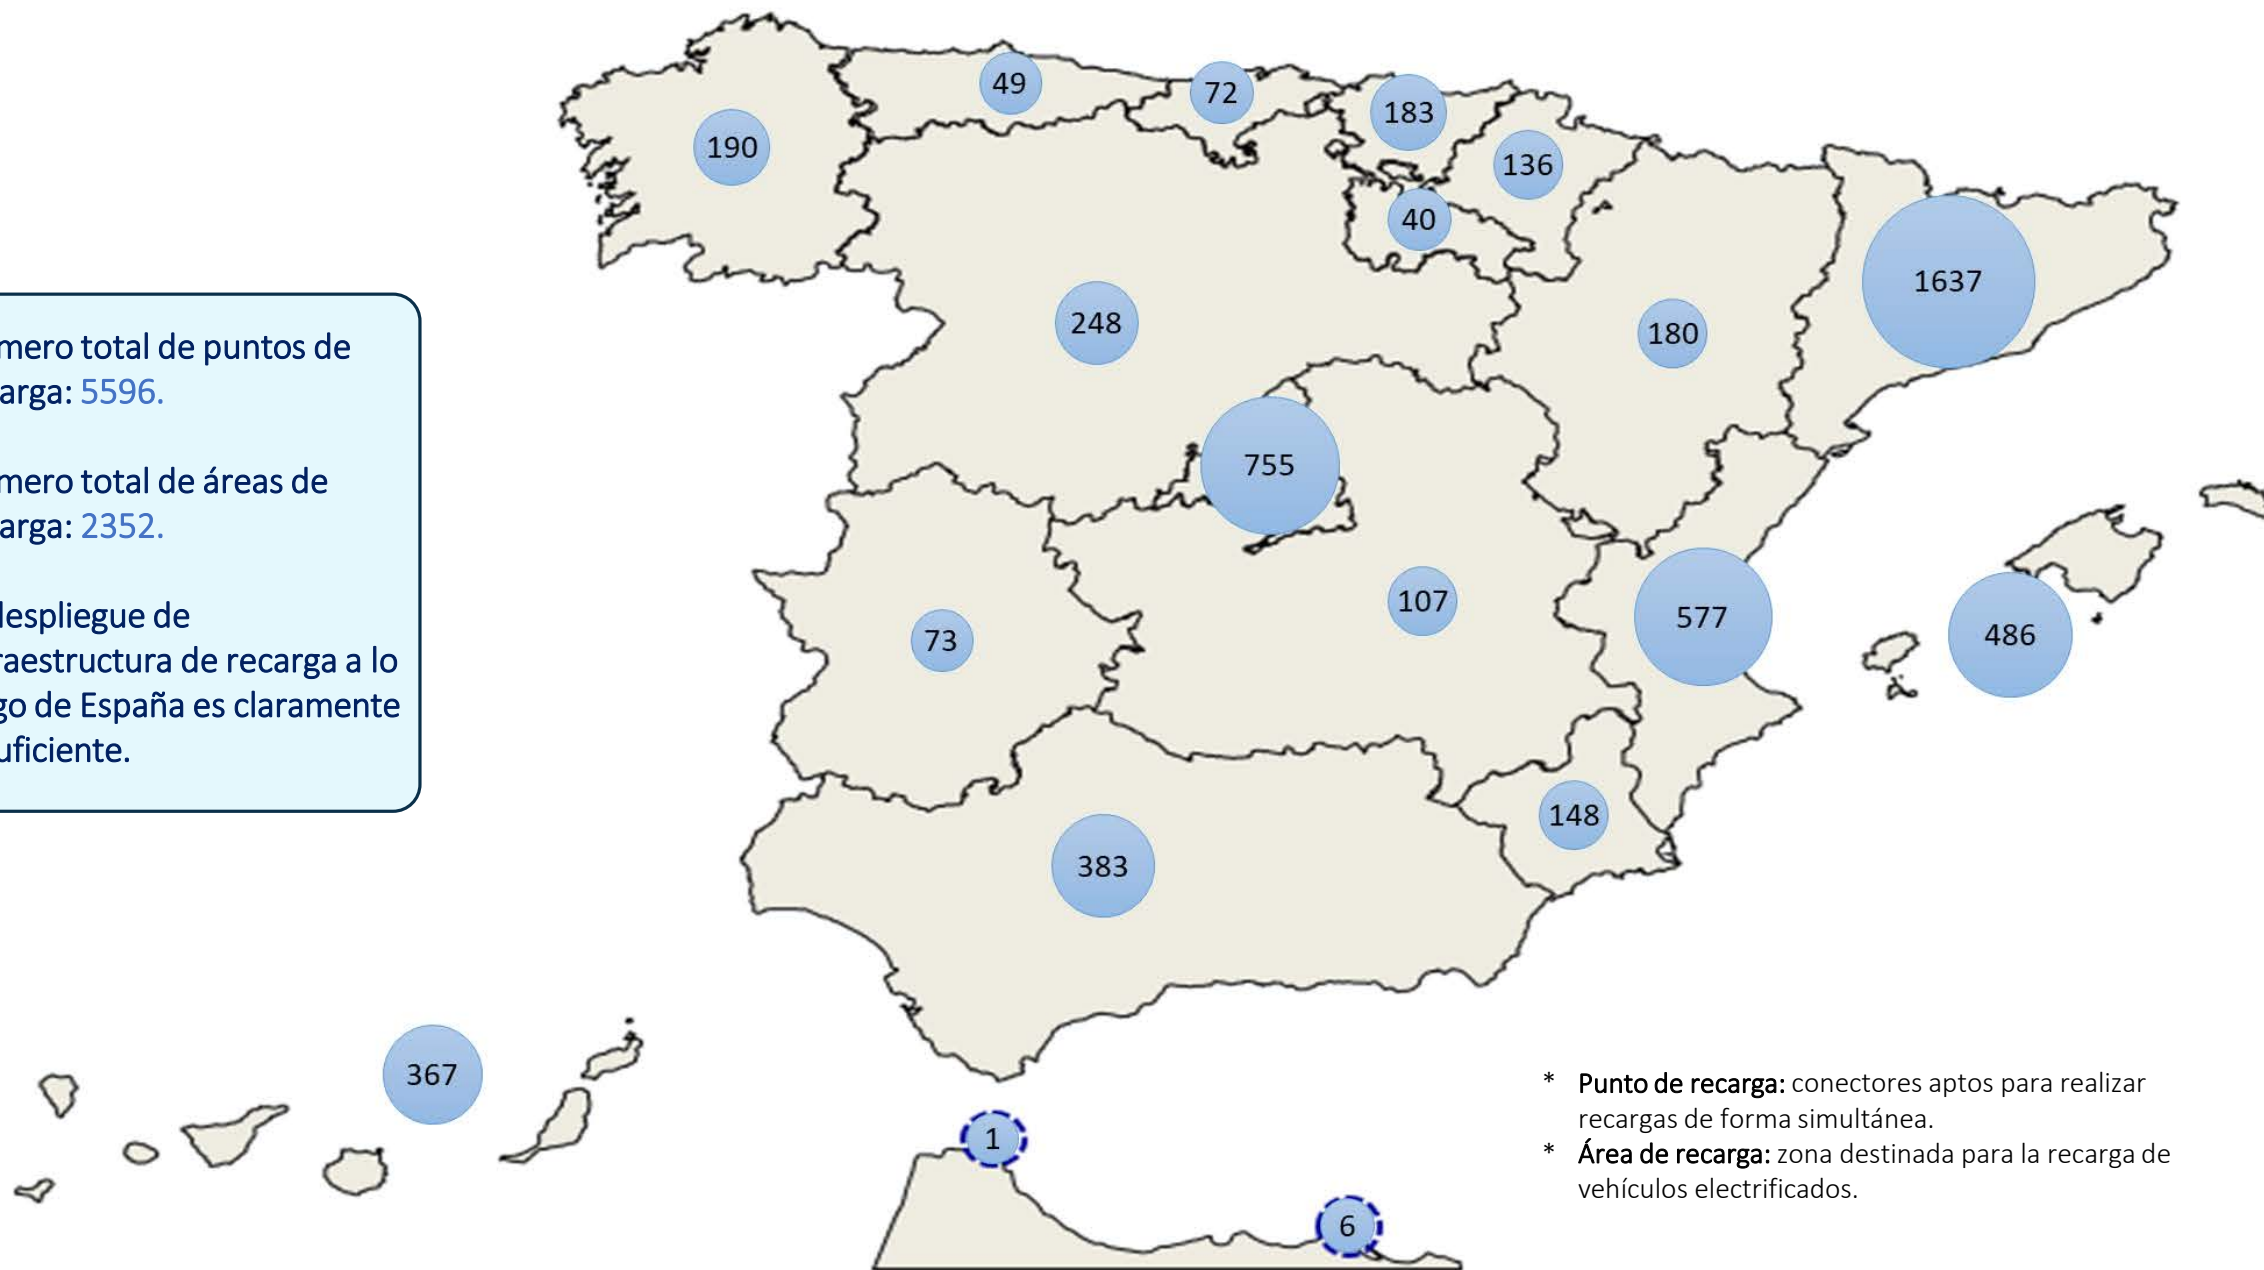 mero total de puntos de
arga: 5596.
mero total de áreas de
arga: 2352.
despliegue de
raestructura de recarga a lo
go de España es claramente
uficiente.
49
72
183
190
136
40
1637
248
180
755
107
577
486
73
148
383
367
1
6
* Punto de recarga: conectores aptos para realizar
recargas de forma simultánea.
* Área de recarga: zona destinada para la recarga de
vehículos electrificados.